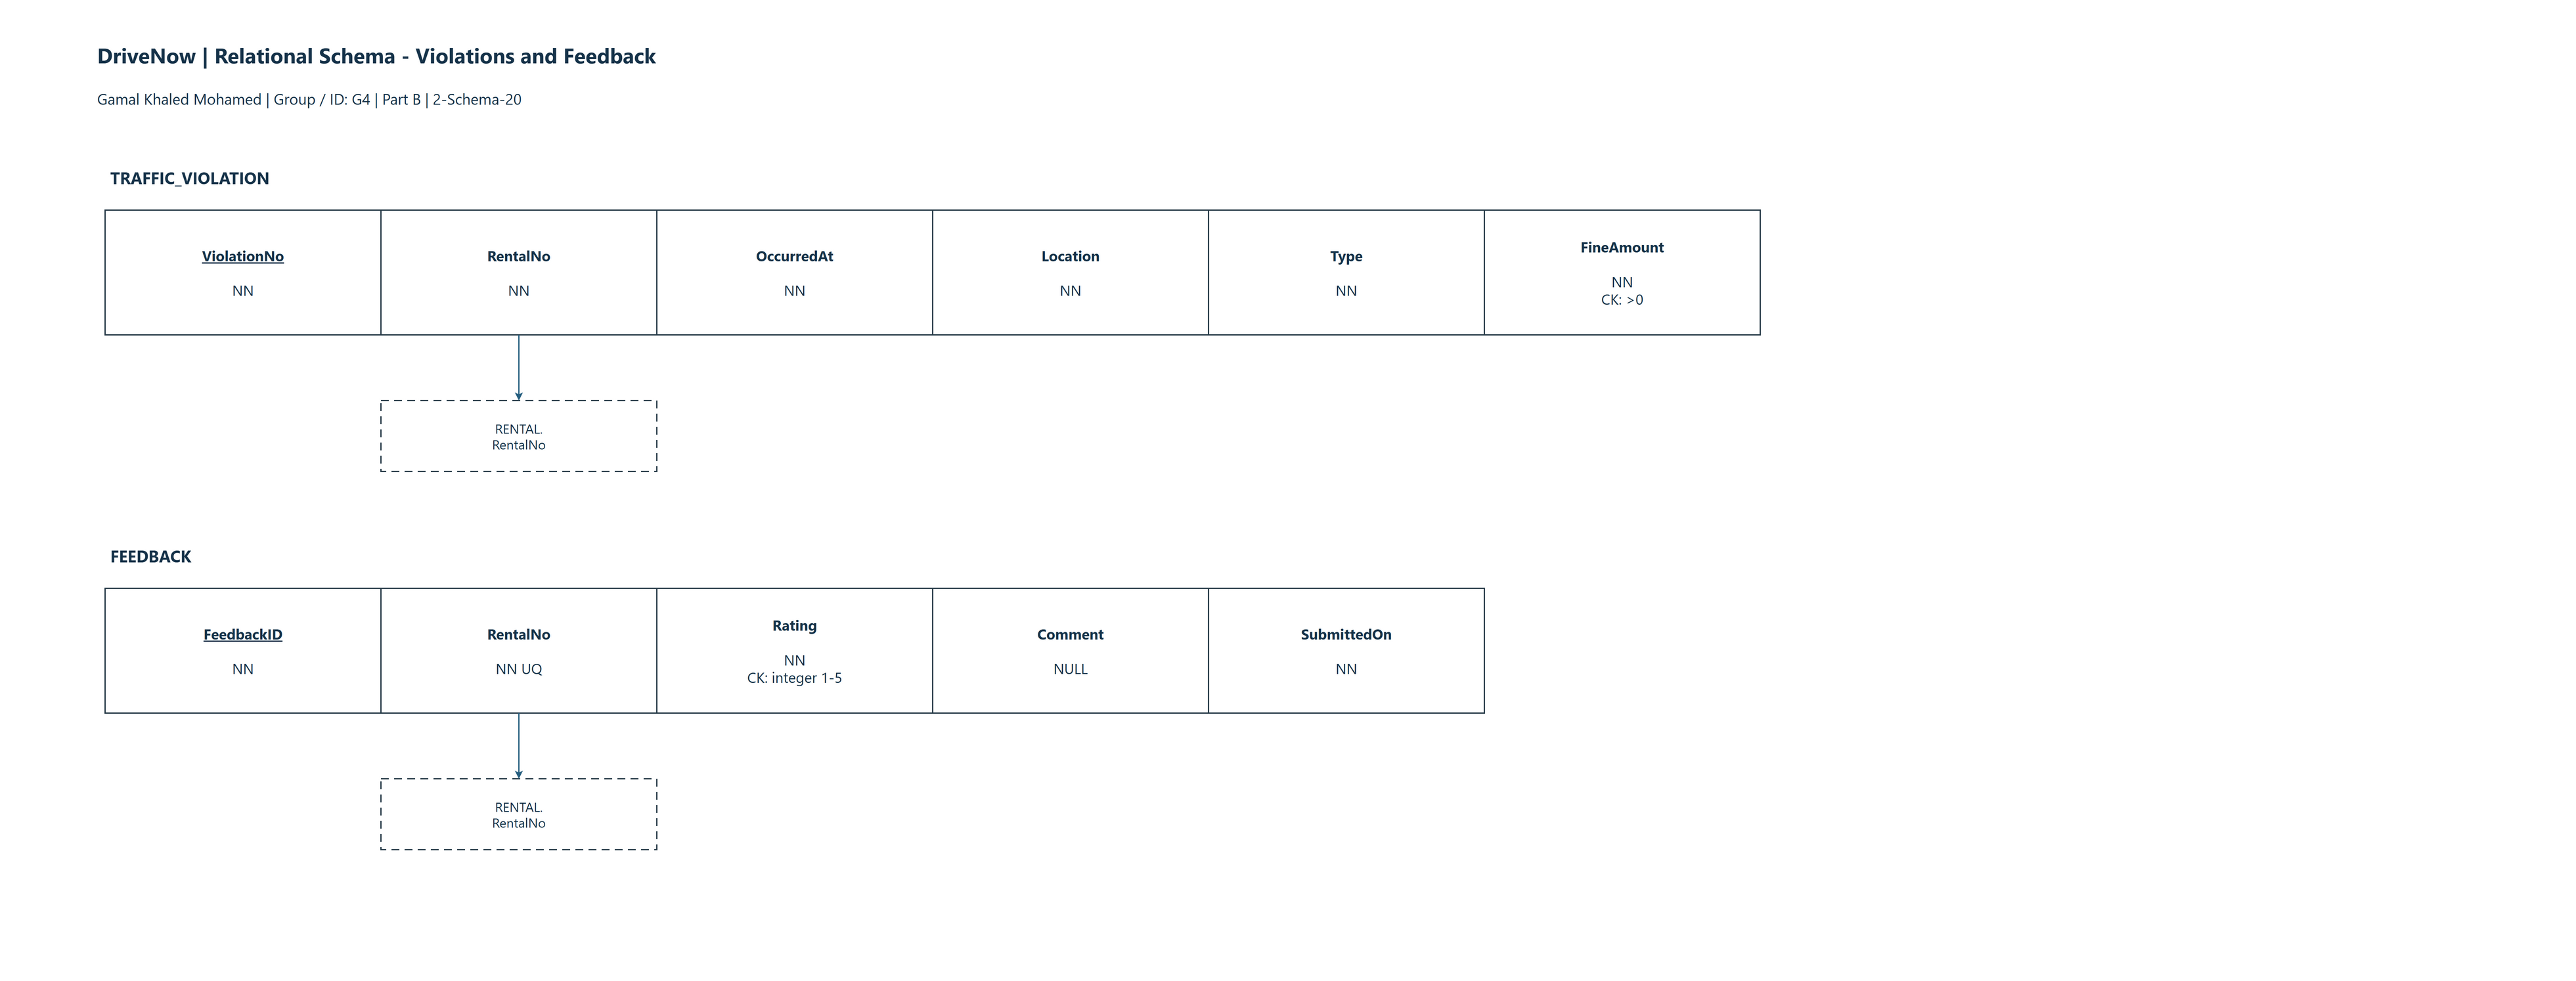 DriveNow | Relational Schema - Violations and Feedback
Gamal Khaled Mohamed | Group / ID: G4 | Part B | 2-Schema-20
TRAFFIC_VIOLATION
ViolationNo
NN
RentalNo
NN
OccurredAt
NN
Location
NN
Type
NN
FineAmount
NN
CK: >0
RENTAL.
RentalNo
FEEDBACK
FeedbackID
NN
RentalNo
NN UQ
Rating
NN
CK: integer 1-5
Comment
NULL
SubmittedOn
NN
RENTAL.
RentalNo